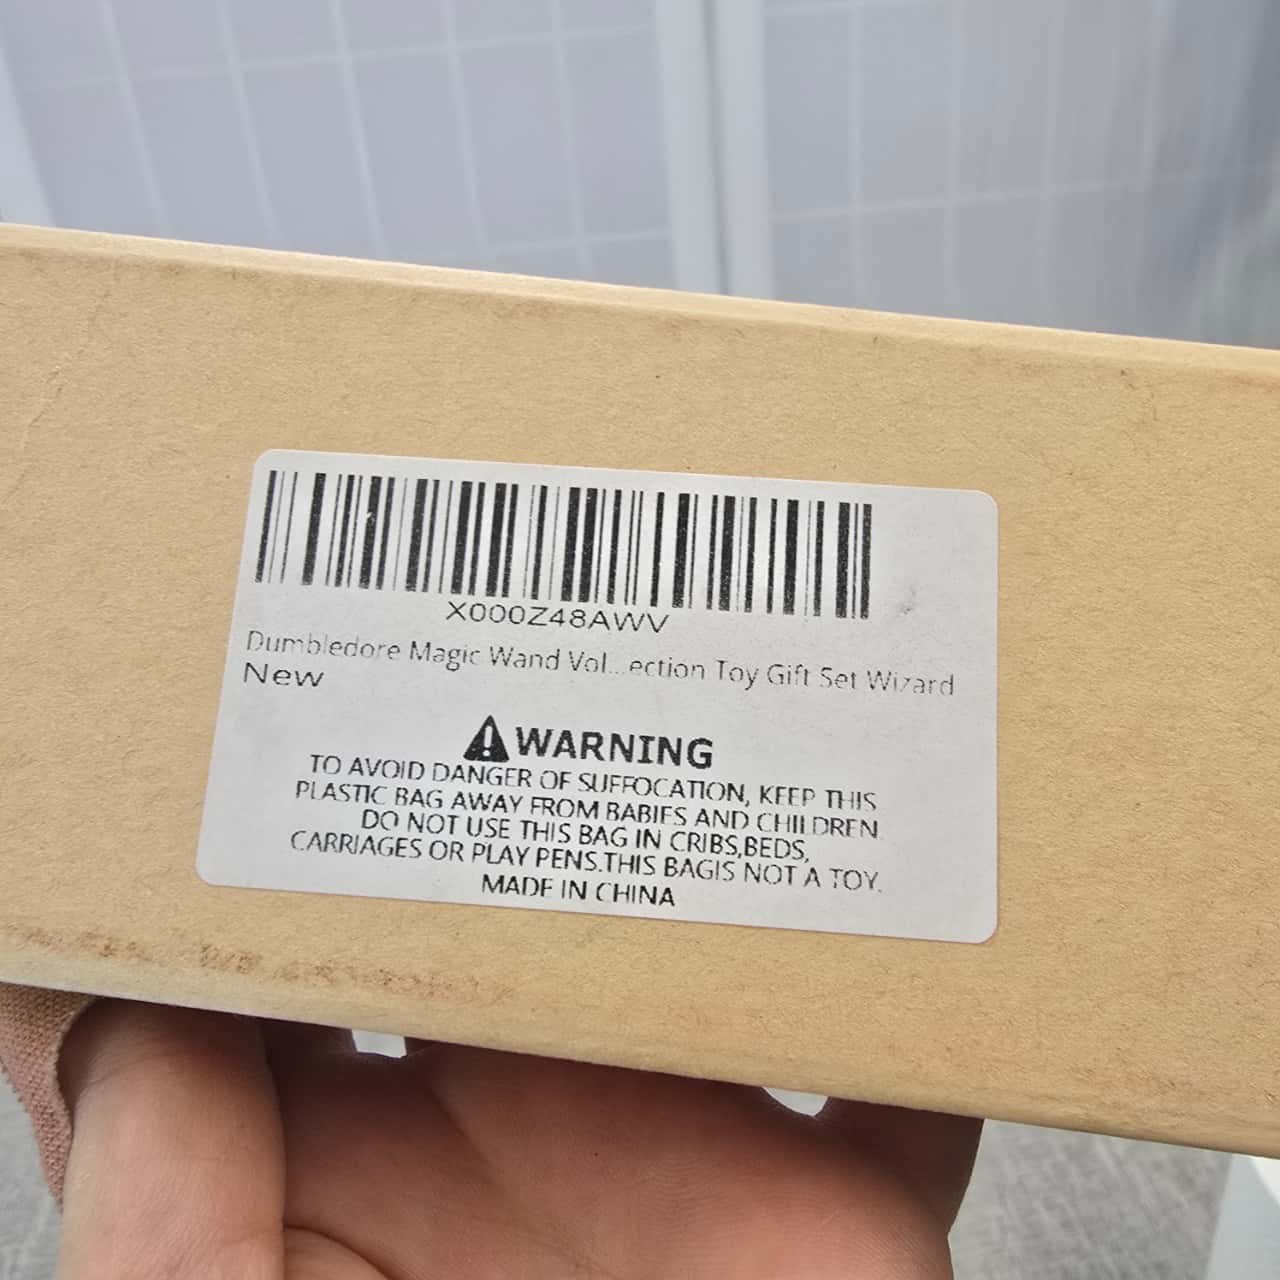 X000Z48AWV
Dumbledore Magic Wand Vol...ection Toy Gift Set Wizard
New
WARNING
TO AVOID DANGER OF SUFFOCATION, KEEP THIS
PLASTIC BAG AWAY FROM BABIES AND CHILDREN.
DO NOT USE THIS BAG IN CRIBS,BEDS,
CARRIAGES OR PLAY PENS.THIS BAGIS NOT A TOY.
MADE IN CHINA